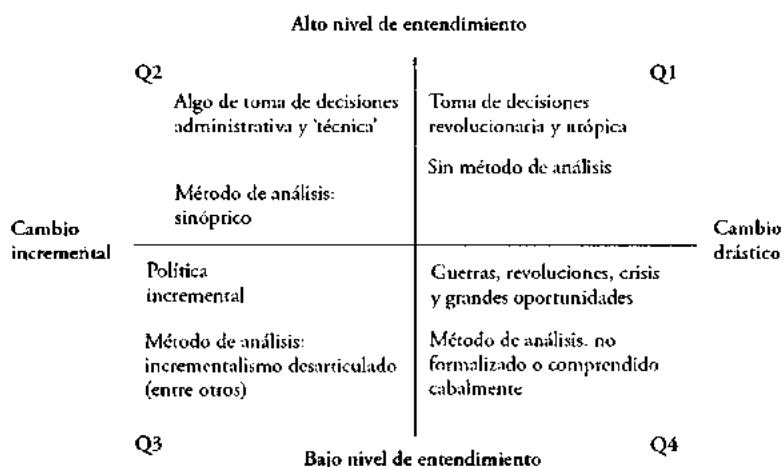 Alto nivel de entendimiento
Q2
Q1
Algo de toma de decisiones
administrativa y 'técnica'
Toma de decisiones
revolucionaria y utópica
Sin método de análisis
Método de análisis:
sinóptico
Cambio
incremental
Cambio
drástico
Política
incremental
Guerras, revoluciones, crisis
y grandes oportunidades
Método de análisis:
incrementalismo desarticulado
(entre otros)
Método de análisis. no
formalizado o comprendido
cabalmente
Q3
Q4
Bajo nivel de entendimiento